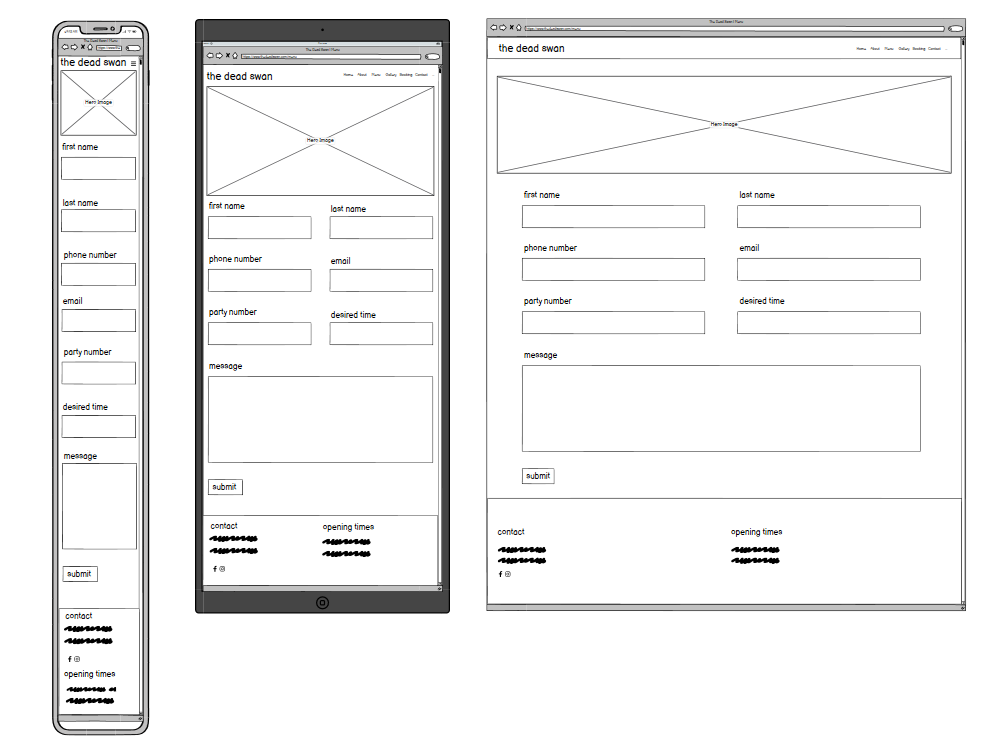 The Dead Swan | Menu
the dead swan
Hero Image
first name
last name
phone number
email
party number
desired time
message
submit
contact
opening times
The Dead Swan | Menu
the dead swan
Home About Menu Gallery Booking Contact
Hero Image
first name
last name
phone number
email
party number
desired time
message
submit
contact
opening times
The Dead Swan | Menu
the dead swan
Home About Menu Gallery Booking Contact
Hero Image
first name
last name
phone number
email
party number
desired time
message
submit
contact
opening times